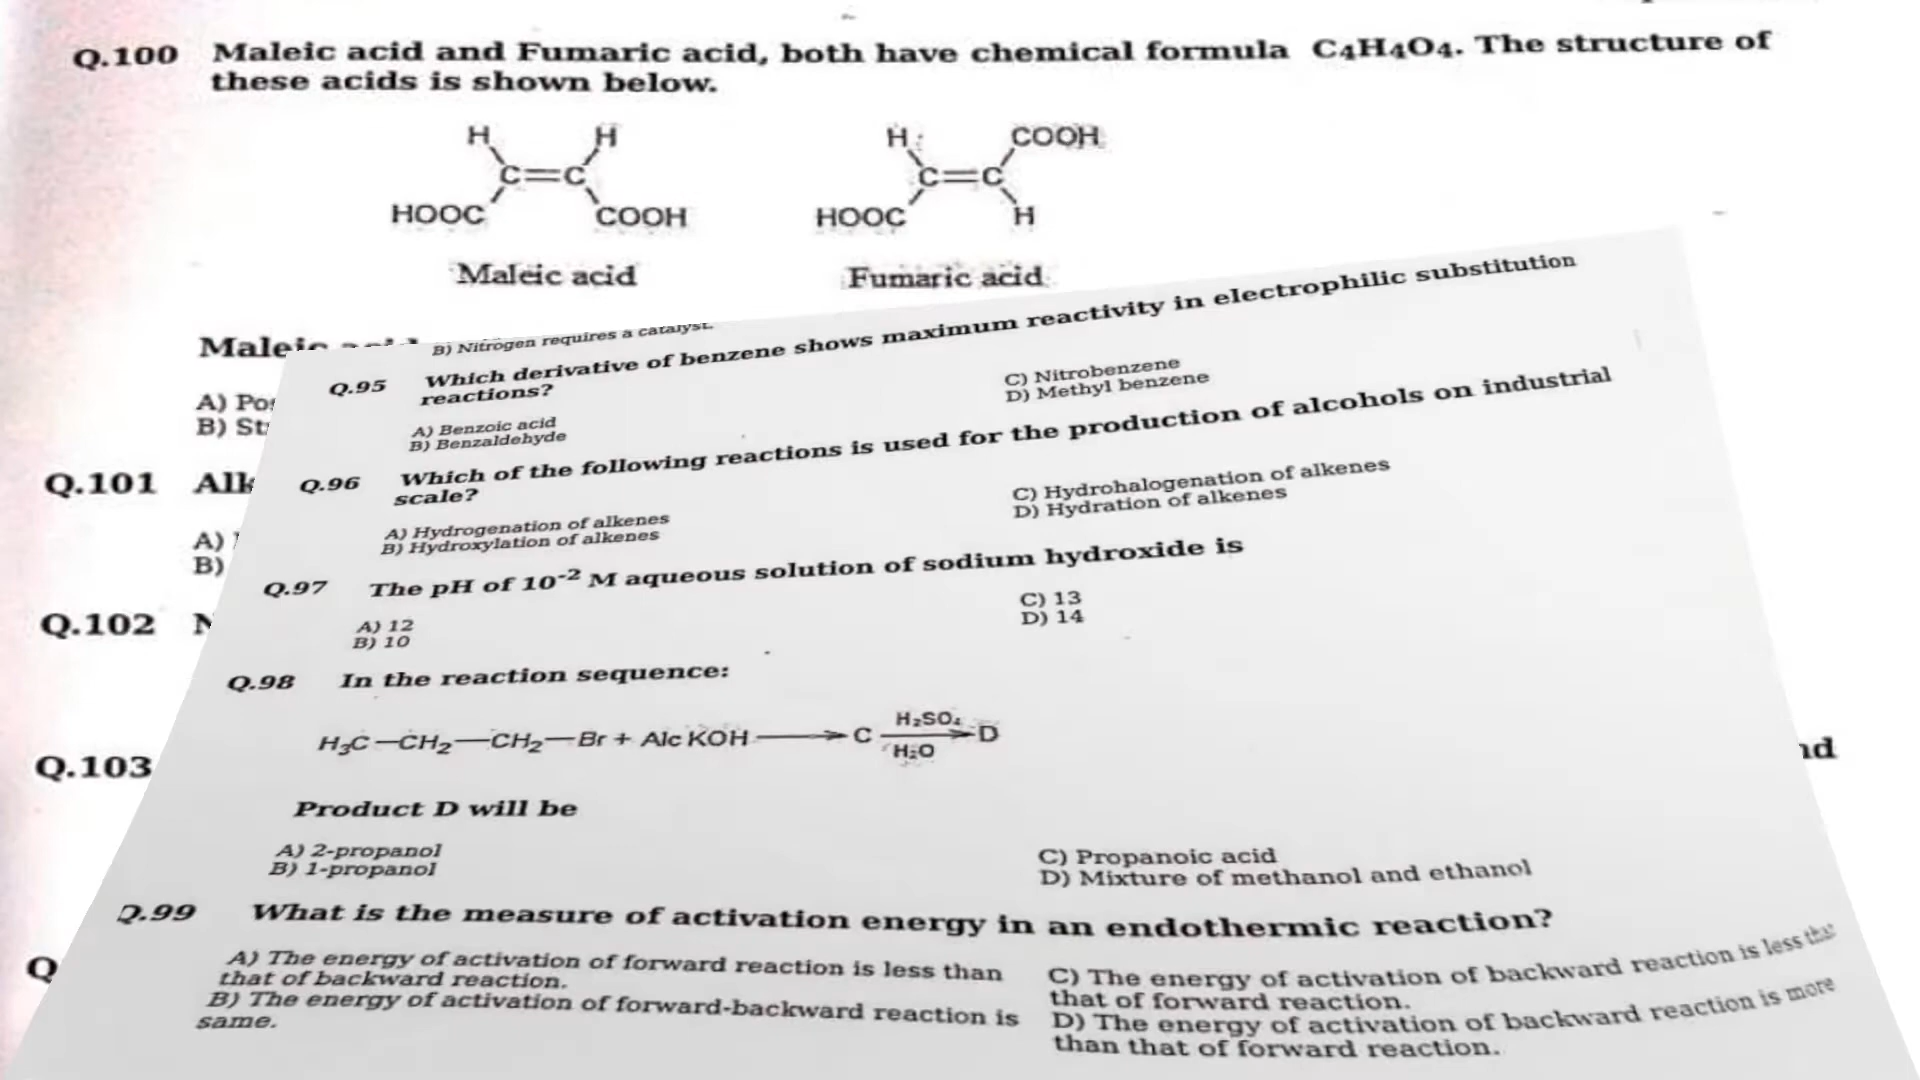 Q.100 Maleic acid and Fumaric acid, both have chemical formula C4H4O4. The structure of
these acids is shown below.
H H
C=C
HOOC COOH
Maleic acid
H COOH
C=C
HOOC H
Fumaric acid
Maleic
A)
B)
Q.101
A)
B)
Q.102
Q.103
Q
B) Nitrogen requires a catalyst.
Q.95 Which derivative of benzene shows maximum reactivity in electrophilic substitution
reactions?
A) Benzoic acid
B) Benzaldehyde
C) Nitrobenzene
D) Methyl benzene
Q.96 Which of the following reactions is used for the production of alcohols on industrial
scale?
A) Hydrogenation of alkenes
B) Hydroxylation of alkenes
C) Hydrohalogenation of alkenes
D) Hydration of alkenes
Q.97 The pH of 10⁻² M aqueous solution of sodium hydroxide is
A) 12
B) 10
C) 13
D) 14
Q.98 In the reaction sequence:
H₃C—CH₂—CH₂—Br + Alc KOH ⟶ C H₂SO₄ ⟶ D
H₂O
Product D will be
A) 2-propanol
B) 1-propanol
C) Propanoic acid
D) Mixture of methanol and ethanol
Q.99 What is the measure of activation energy in an endothermic reaction?
A) The energy of activation of forward reaction is less than
that of backward reaction.
B) The energy of activation of forward-backward reaction is
same.
C) The energy of activation of backward reaction is less than
that of forward reaction.
D) The energy of activation of backward reaction is more
than that of forward reaction.